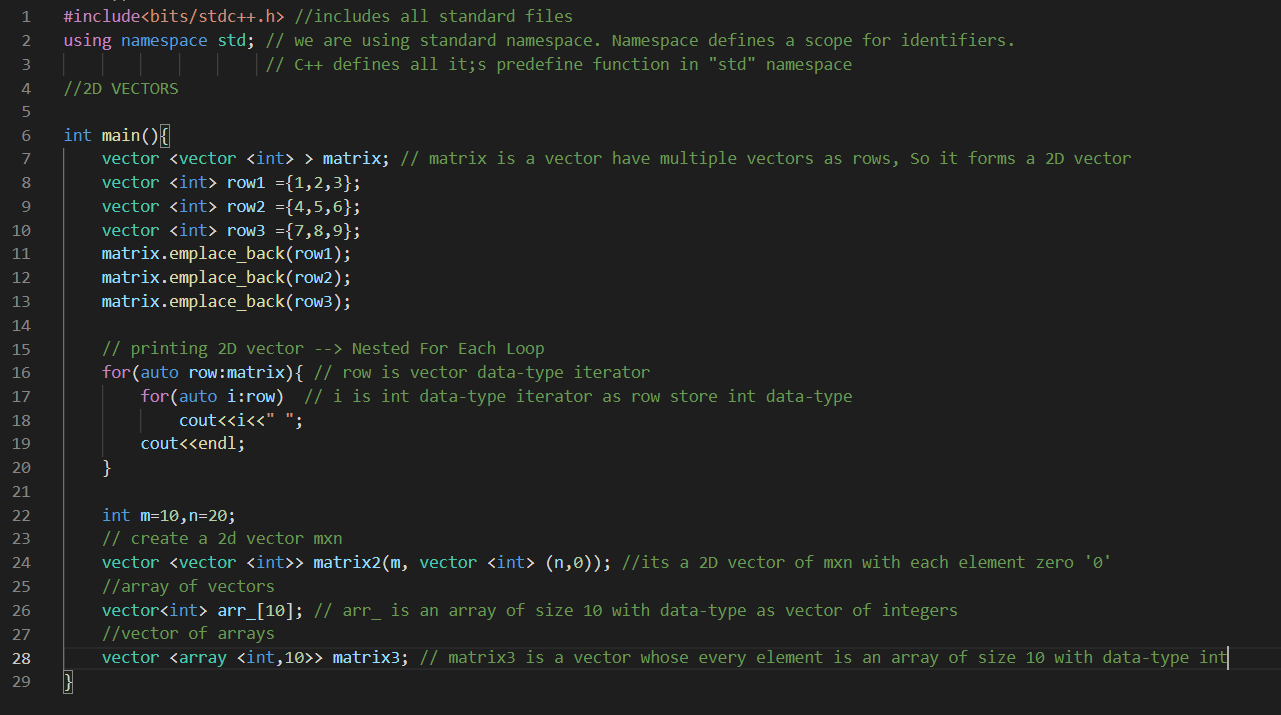 1 #include<bits/stdc++.h> //includes all standard files
2 using namespace std; // we are using standard namespace. Namespace defines a scope for identifiers.
3 // C++ defines all it;s predefine function in "std" namespace
4 //2D VECTORS
5
6 int main(){
7 vector <vector <int> > matrix; // matrix is a vector have multiple vectors as rows, So it forms a 2D vector
8 vector <int> row1 ={1,2,3};
9 vector <int> row2 ={4,5,6};
10 vector <int> row3 ={7,8,9};
11 matrix.emplace_back(row1);
12 matrix.emplace_back(row2);
13 matrix.emplace_back(row3);
14
15 // printing 2D vector --> Nested For Each Loop
16 for(auto row:matrix){ // row is vector data-type iterator
17 for(auto i:row)  // i is int data-type iterator as row store int data-type
18 cout<<i<<" ";
19 cout<<endl;
20 }
21
22 int m=10,n=20;
23 // create a 2d vector mxn
24 vector <vector <int>> matrix2(m, vector <int> (n,0)); //its a 2D vector of mxn with each element zero '0'
25 //array of vectors
26 vector<int> arr_[10]; // arr_ is an array of size 10 with data-type as vector of integers
27 //vector of arrays
28 vector <array <int,10>> matrix3; // matrix3 is a vector whose every element is an array of size 10 with data-type int
29 }